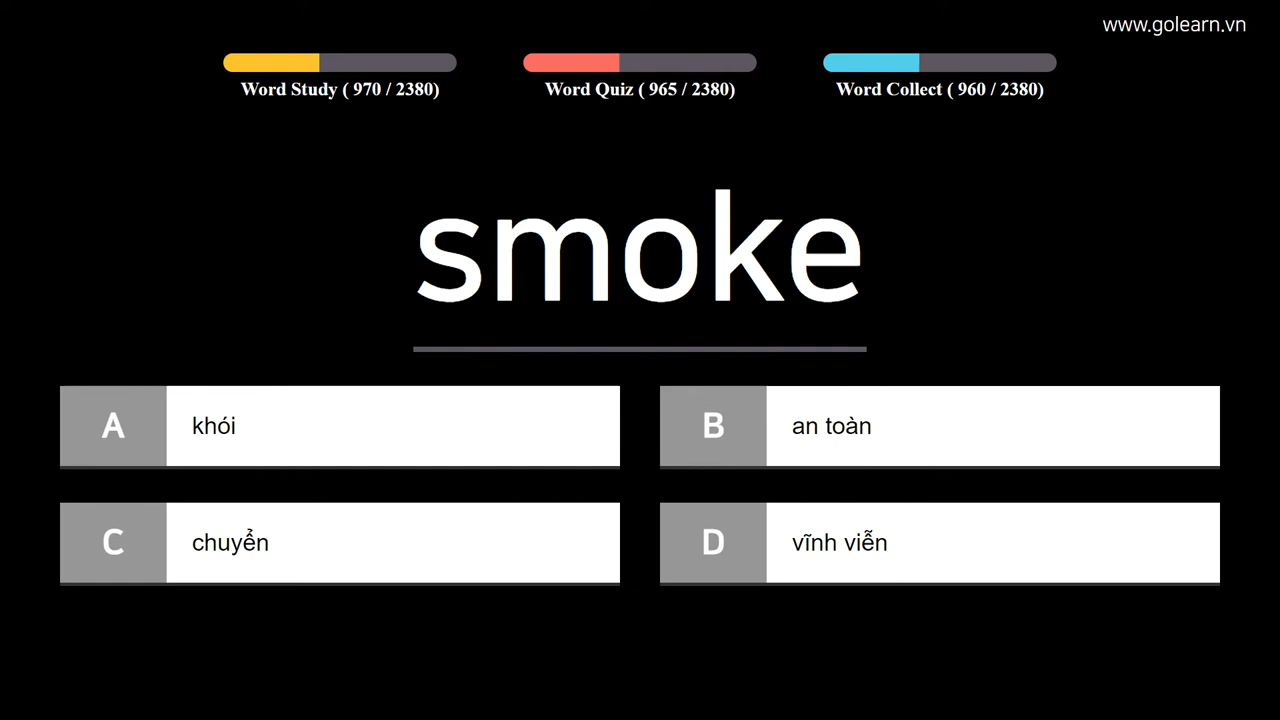 www.golearn.vn
Word Study ( 970 / 2380)
Word Quiz ( 965 / 2380)
Word Collect ( 960 / 2380)
smoke
A khói
B an toàn
C chuyển
D vĩnh viễn